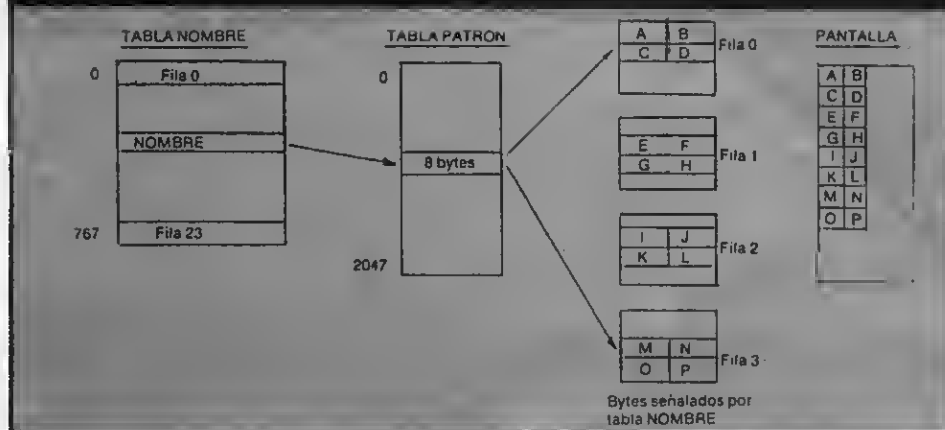 TABLA NOMBRE
0
Fila 0
NOMBRE
767
Fila 23
TABLA PATRON
0
8 bytes
2047
A B
C D
Fila 0
E F
G H
Fila 1
I J
K L
Fila 2
M N
O P
Fila 3
Bytes señalados por
tabla NOMBRE
PANTALLA
A B
C D
E F
G H
I J
K L
M N
O P